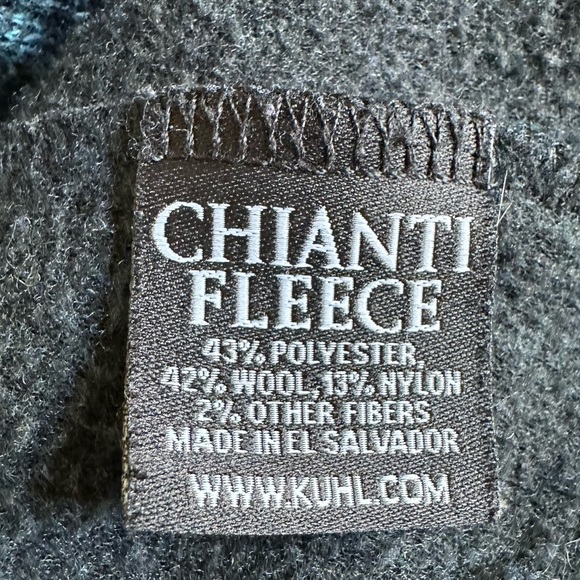 CHIANTI
FLEECE
43% POLYESTER,
42% WOOL, 13% NYLON
2% OTHER FIBERS
MADE IN EL SALVADOR
WWW.KUHL.COM